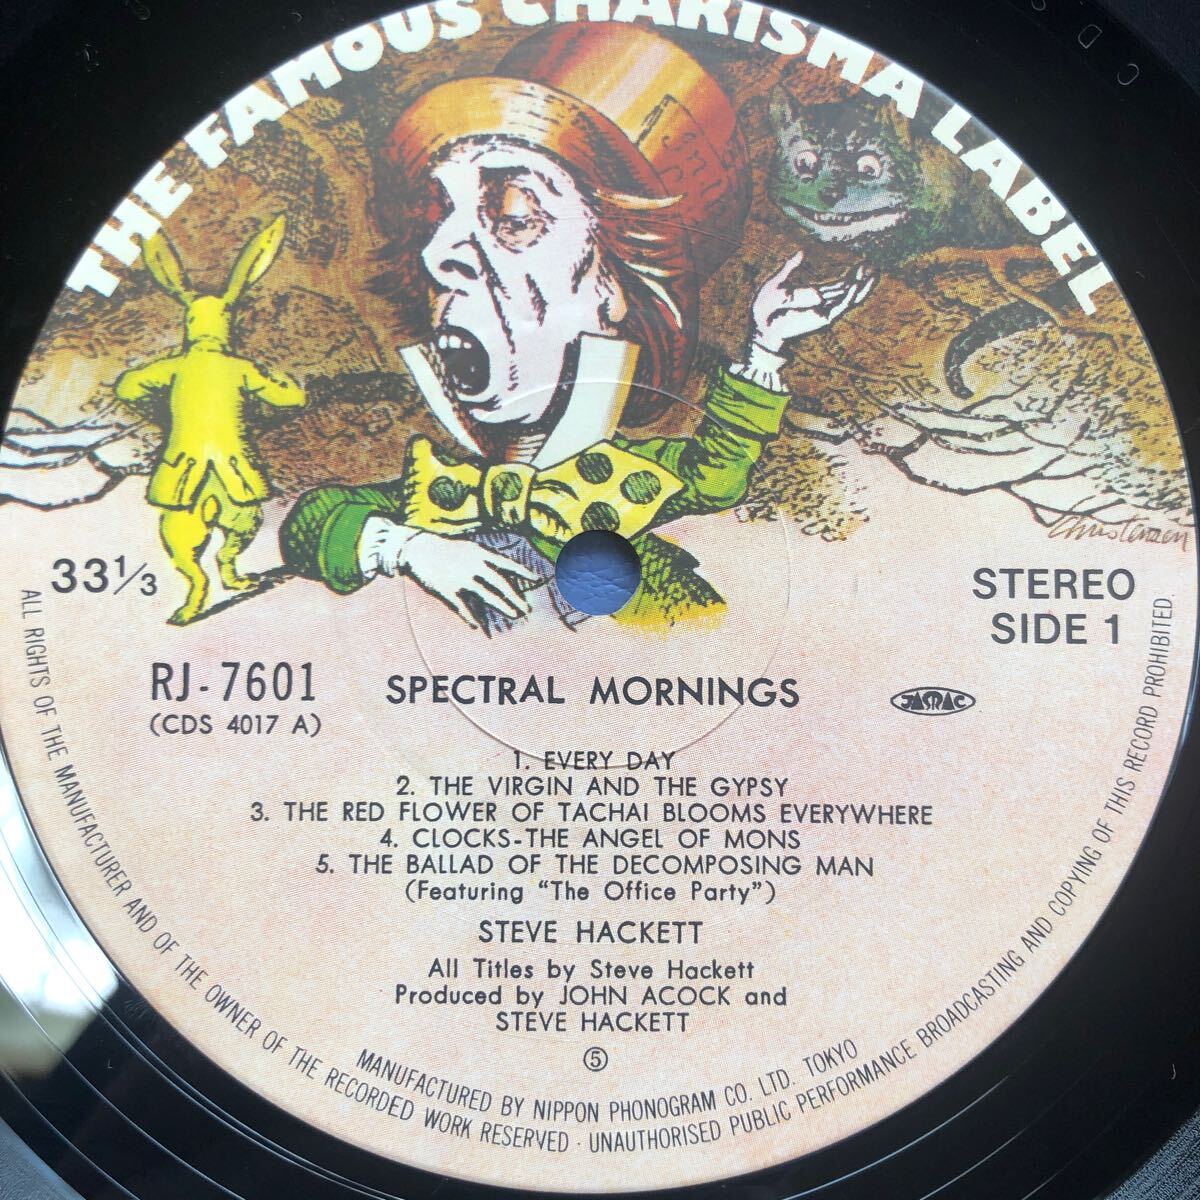 THE FAMOUS CHARISMA LABEL
Christensen
33 1/3
STEREO
SIDE 1
RJ-7601
(CDS 4017 A)
SPECTRAL MORNINGS
JASRAC
1. EVERY DAY
2. THE VIRGIN AND THE GYPSY
3. THE RED FLOWER OF TACHAI BLOOMS EVERYWHERE
4. CLOCKS-THE ANGEL OF MONS
5. THE BALLAD OF THE DECOMPOSING MAN
(Featuring "The Office Party")
STEVE HACKETT
All Titles by Steve Hackett
Produced by JOHN ACOCK and
STEVE HACKETT
⑤
MANUFACTURED BY NIPPON PHONOGRAM CO. LTD. TOKYO
ALL RIGHTS OF THE MANUFACTURER AND OF THE OWNER OF THE RECORDED WORK RESERVED · UNAUTHORISED PUBLIC PERFORMANCE BROADCASTING AND COPYING OF THIS RECORD PROHIBITED.